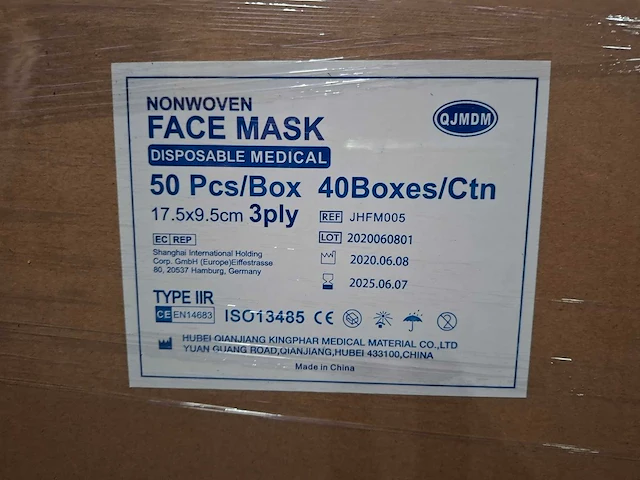 NONWOVEN
FACE MASK
QJMDM
DISPOSABLE MEDICAL
50 Pcs/Box 40Boxes/Ctn
17.5x9.5cm 3ply
REF JHFM005
LOT 2020060801
EC REP
2020.06.08
Shanghai International Holding
Corp. GmbH (Europe)Eiffestrasse
80, 20537 Hamburg, Germany
2025.06.07
TYPE IIR
CE EN14683 ISO13485 CE
HUBEI QIANJIANG KINGPHAR MEDICAL MATERIAL CO.,LTD
YUAN GUANG ROAD,QIANJIANG,HUBEI 433100,CHINA
Made in China